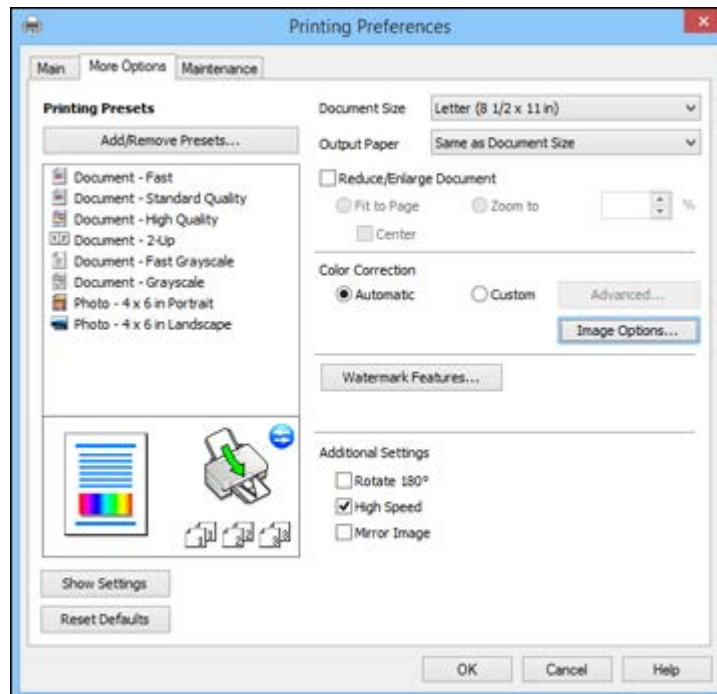 Printing Preferences
Main More Options Maintenance
Printing Presets
Add/Remove Presets...
Document - Fast
Document - Standard Quality
Document - High Quality
Document - 2-Up
Document - Fast Grayscale
Document - Grayscale
Photo - 4 x 6 in Portrait
Photo - 4 x 6 in Landscape
Show Settings
Reset Defaults
Document Size Letter (8 1/2 x 11 in)
Output Paper Same as Document Size
Reduce/Enlarge Document
Fit to Page Zoom to %
Center
Color Correction
Automatic Custom Advanced...
Image Options...
Watermark Features...
Additional Settings
Rotate 180°
High Speed
Mirror Image
OK Cancel Help